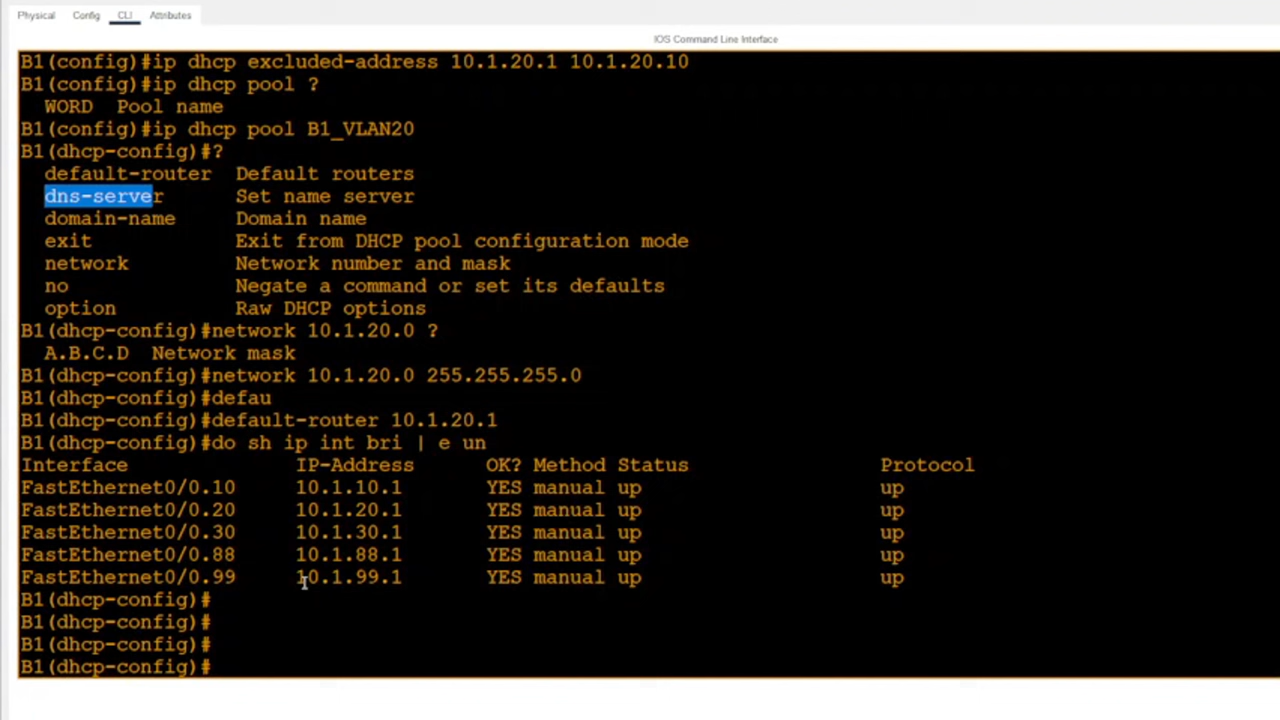 Physical Config CLI Attributes
IOS Command Line Interface
B1(config)#ip dhcp excluded-address 10.1.20.1 10.1.20.10
B1(config)#ip dhcp pool ?
WORD Pool name
B1(config)#ip dhcp pool B1_VLAN20
B1(dhcp-config)#?
default-router Default routers
dns-server Set name server
domain-name Domain name
exit Exit from DHCP pool configuration mode
network Network number and mask
no Negate a command or set its defaults
option Raw DHCP options
B1(dhcp-config)#network 10.1.20.0 ?
A.B.C.D Network mask
B1(dhcp-config)#network 10.1.20.0 255.255.255.0
B1(dhcp-config)#defau
B1(dhcp-config)#default-router 10.1.20.1
B1(dhcp-config)#do sh ip int bri | e un
Interface IP-Address OK? Method Status Protocol
FastEthernet0/0.10 10.1.10.1 YES manual up up
FastEthernet0/0.20 10.1.20.1 YES manual up up
FastEthernet0/0.30 10.1.30.1 YES manual up up
FastEthernet0/0.88 10.1.88.1 YES manual up up
FastEthernet0/0.99 10.1.99.1 YES manual up up
B1(dhcp-config)#
B1(dhcp-config)#
B1(dhcp-config)#
B1(dhcp-config)#